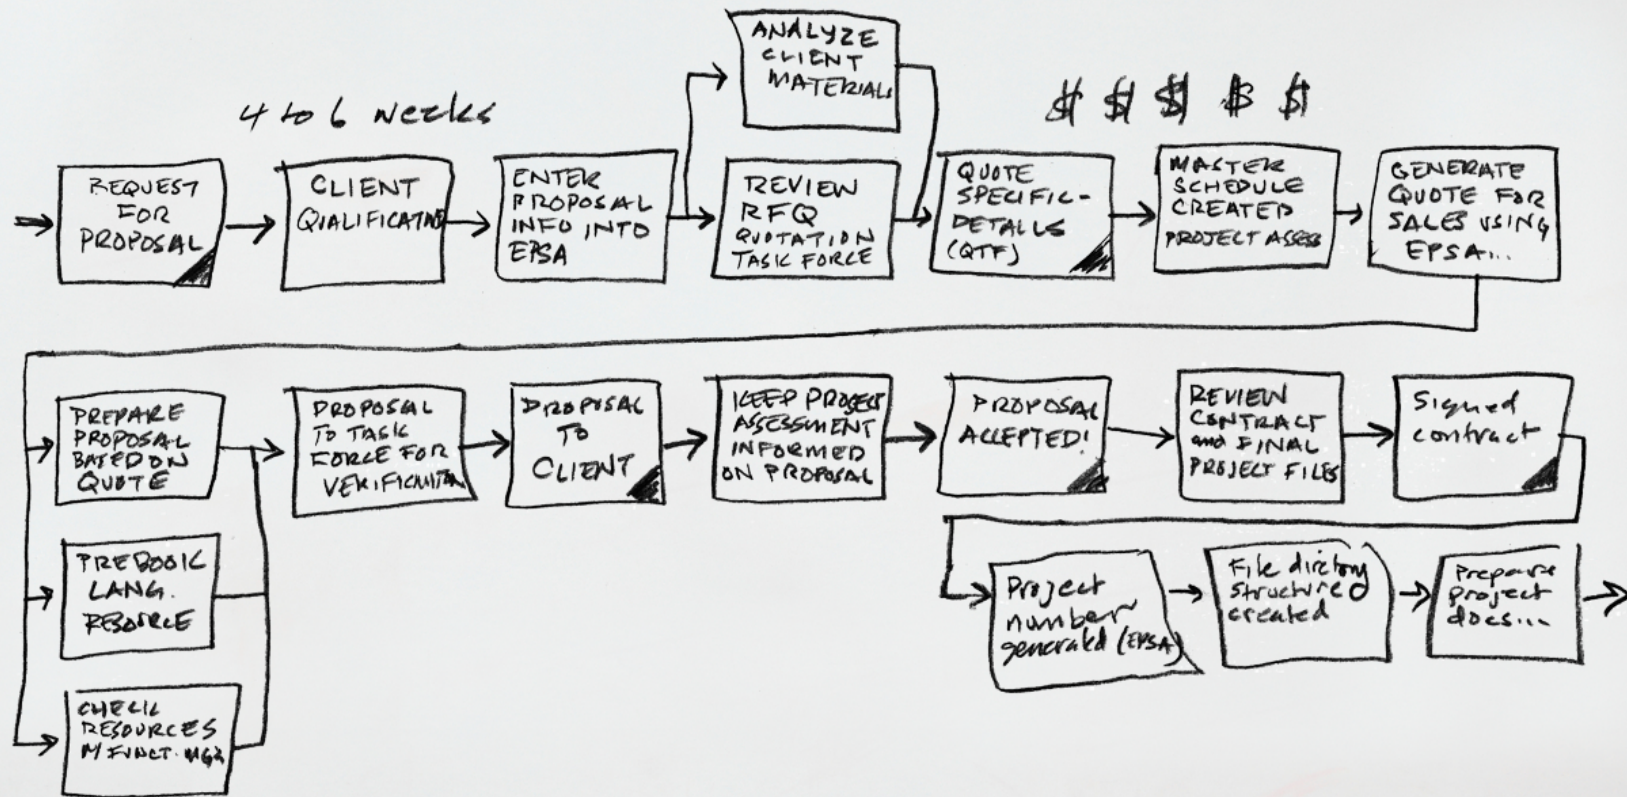 4 to 6 weeks
$ $ $ $ $
REQUEST
FOR
PROPOSAL
CLIENT
QUALIFICATION
ENTER
PROPOSAL
INFO INTO
EPSA
ANALYZE
CLIENT
MATERIALS
REVIEW
RFQ
QUOTATION
TASK FORCE
QUOTE
SPECIFIC-
DETAILS
(QTF)
MASTER
SCHEDULE
CREATED
PROJECT ASSESS
GENERATE
QUOTE FOR
SALES USING
EPSA...
PREPARE
PROPOSAL
BASED ON
QUOTE
PREBOOK
LANG.
RESOURCE
CHECK
RESOURCES
FUNCT. MGR
PROPOSAL
TO TASK
FORCE FOR
VERIFICATION
PROPOSAL
TO
CLIENT
KEEP PROJECT
ASSESSMENT
INFORMED
ON PROPOSAL
PROPOSAL
ACCEPTED!
REVIEW
CONTRACT
and FINAL
PROJECT FILES
Signed
contract
Project
number
generated (EPSA)
File dirctory
structure
created
Prepare
project
docs...